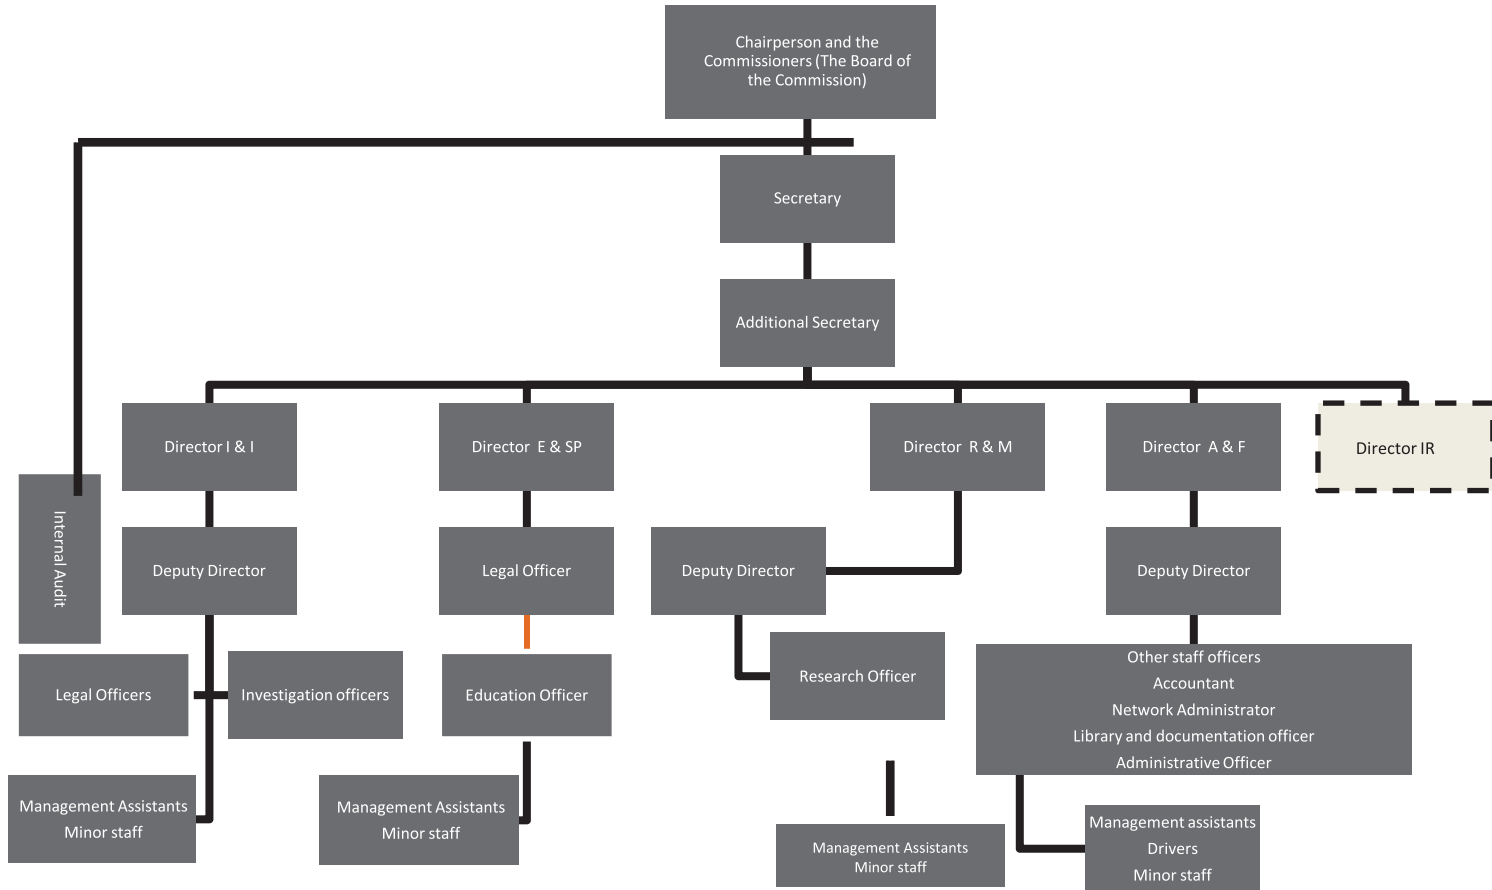 Chairperson and the
Commissioners (The Board of
the Commission)
Secretary
Additional Secretary
Director I & I
Director E & SP
Director R & M
Director A & F
Director IR
Internal Audit
Deputy Director
Legal Officer
Deputy Director
Deputy Director
Legal Officers
Investigation officers
Education Officer
Research Officer
Other staff officers
Accountant
Network Administrator
Library and documentation officer
Administrative Officer
Management Assistants
Minor staff
Management Assistants
Minor staff
Management Assistants
Minor staff
Management assistants
Drivers
Minor staff